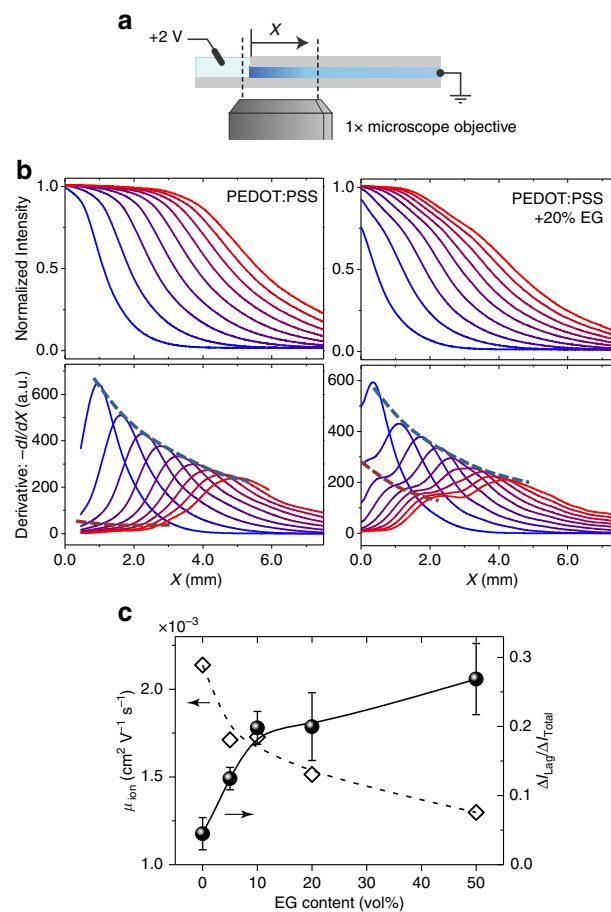 a
+2 V
X
1× microscope objective
b
PEDOT:PSS
PEDOT:PSS
+20% EG
Normalized Intensity
1.0
0.5
0.0
1.0
0.5
0.0
Derivative: −dI/dX (a.u.)
600
400
200
0
600
400
200
0
0.0 2.0 4.0 6.0
0.0 2.0 4.0 6.0
X (mm)
X (mm)
c
×10⁻³
2.0
1.5
1.0
μion (cm² V⁻¹ s⁻¹)
0.3
0.2
0.1
0.0
ΔILag/ΔITotal
0 10 20 30 40 50
EG content (vol%)